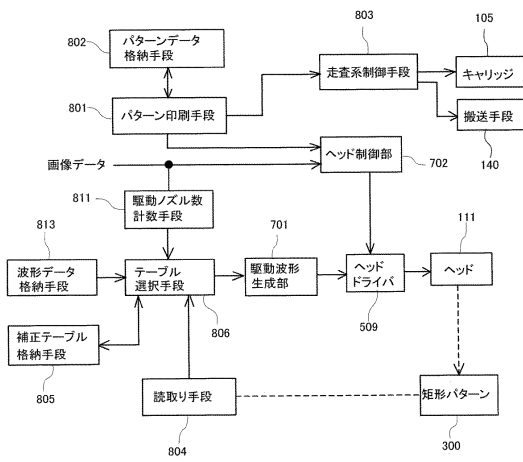 802
パターンデータ
格納手段
803
走査系制御手段
105
キャリッジ
801
パターン印刷手段
搬送手段
140
画像データ
ヘッド制御部
702
811
駆動ノズル数
計数手段
813
波形データ
格納手段
テーブル
選択手段
806
701
駆動波形
生成部
ヘッド
ドライバ
509
111
ヘッド
補正テーブル
格納手段
805
読取り手段
804
矩形パターン
300